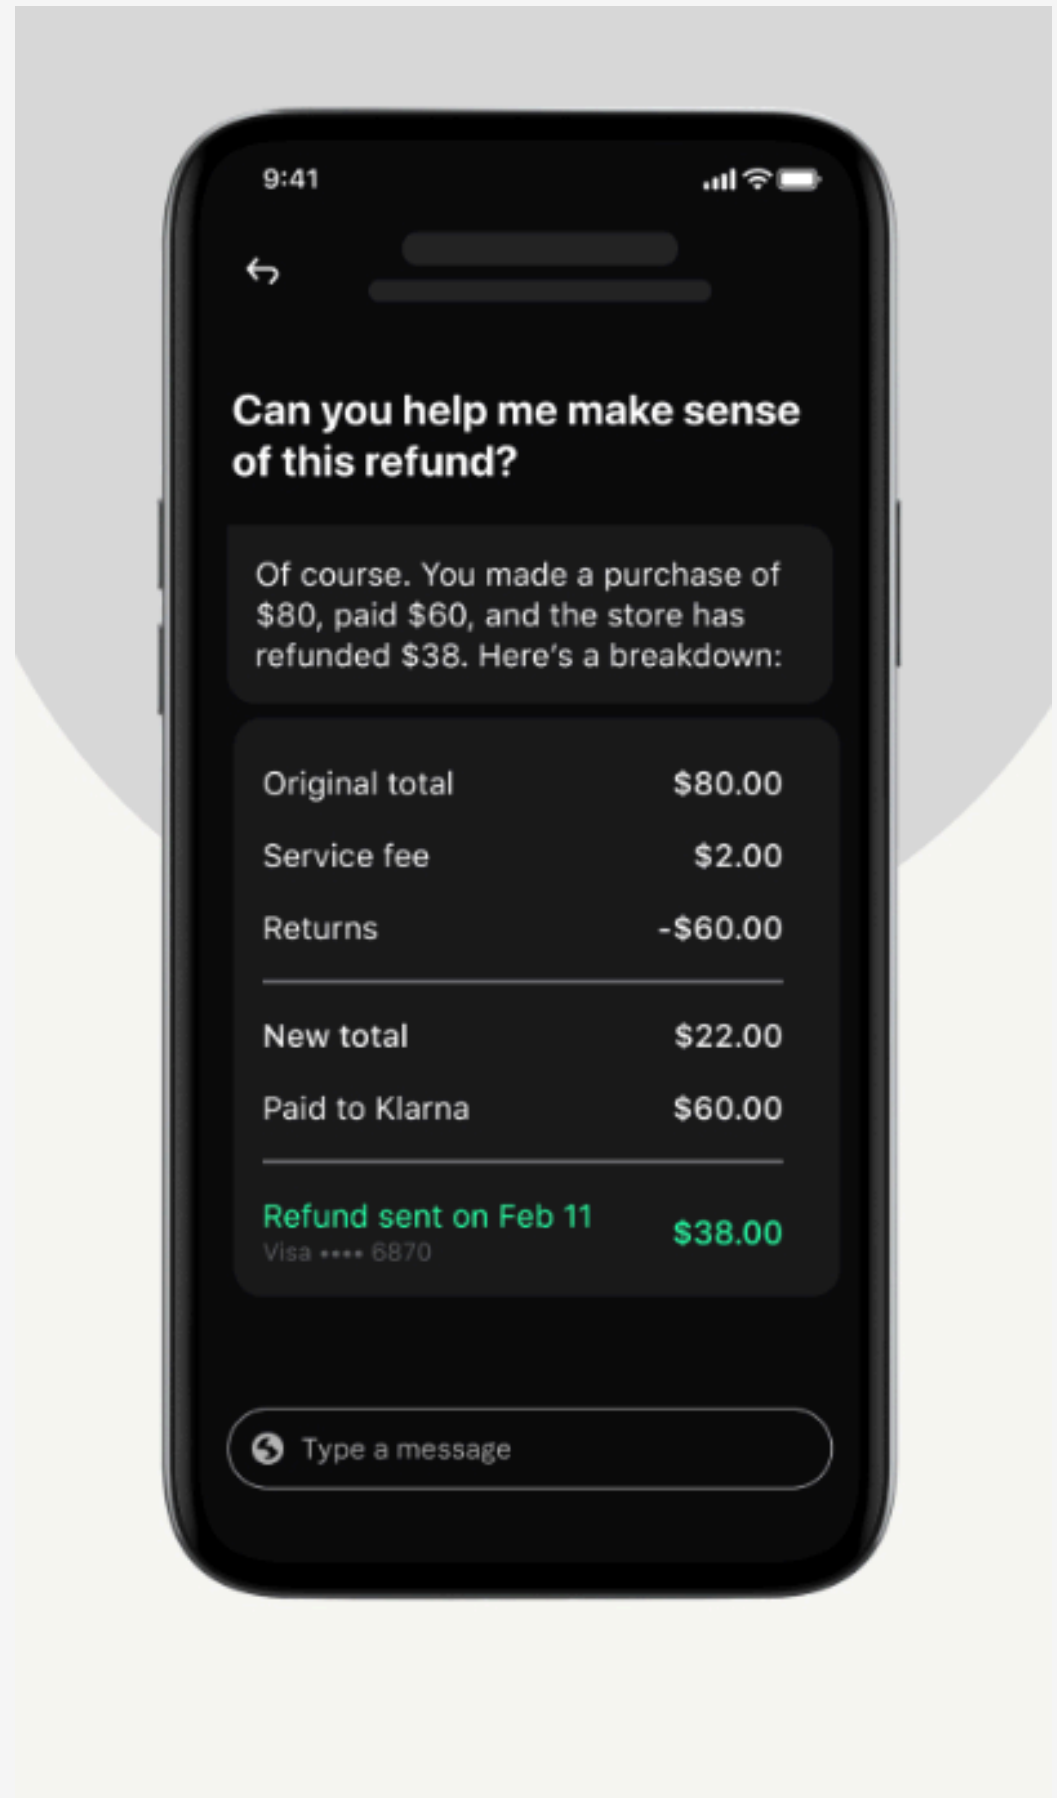 9:41
Can you help me make sense
of this refund?
Of course. You made a purchase of
$80, paid $60, and the store has
refunded $38. Here’s a breakdown:
Original total $80.00
Service fee $2.00
Returns -$60.00
New total $22.00
Paid to Klarna $60.00
Refund sent on Feb 11 $38.00
Visa •••• 6870
Type a message